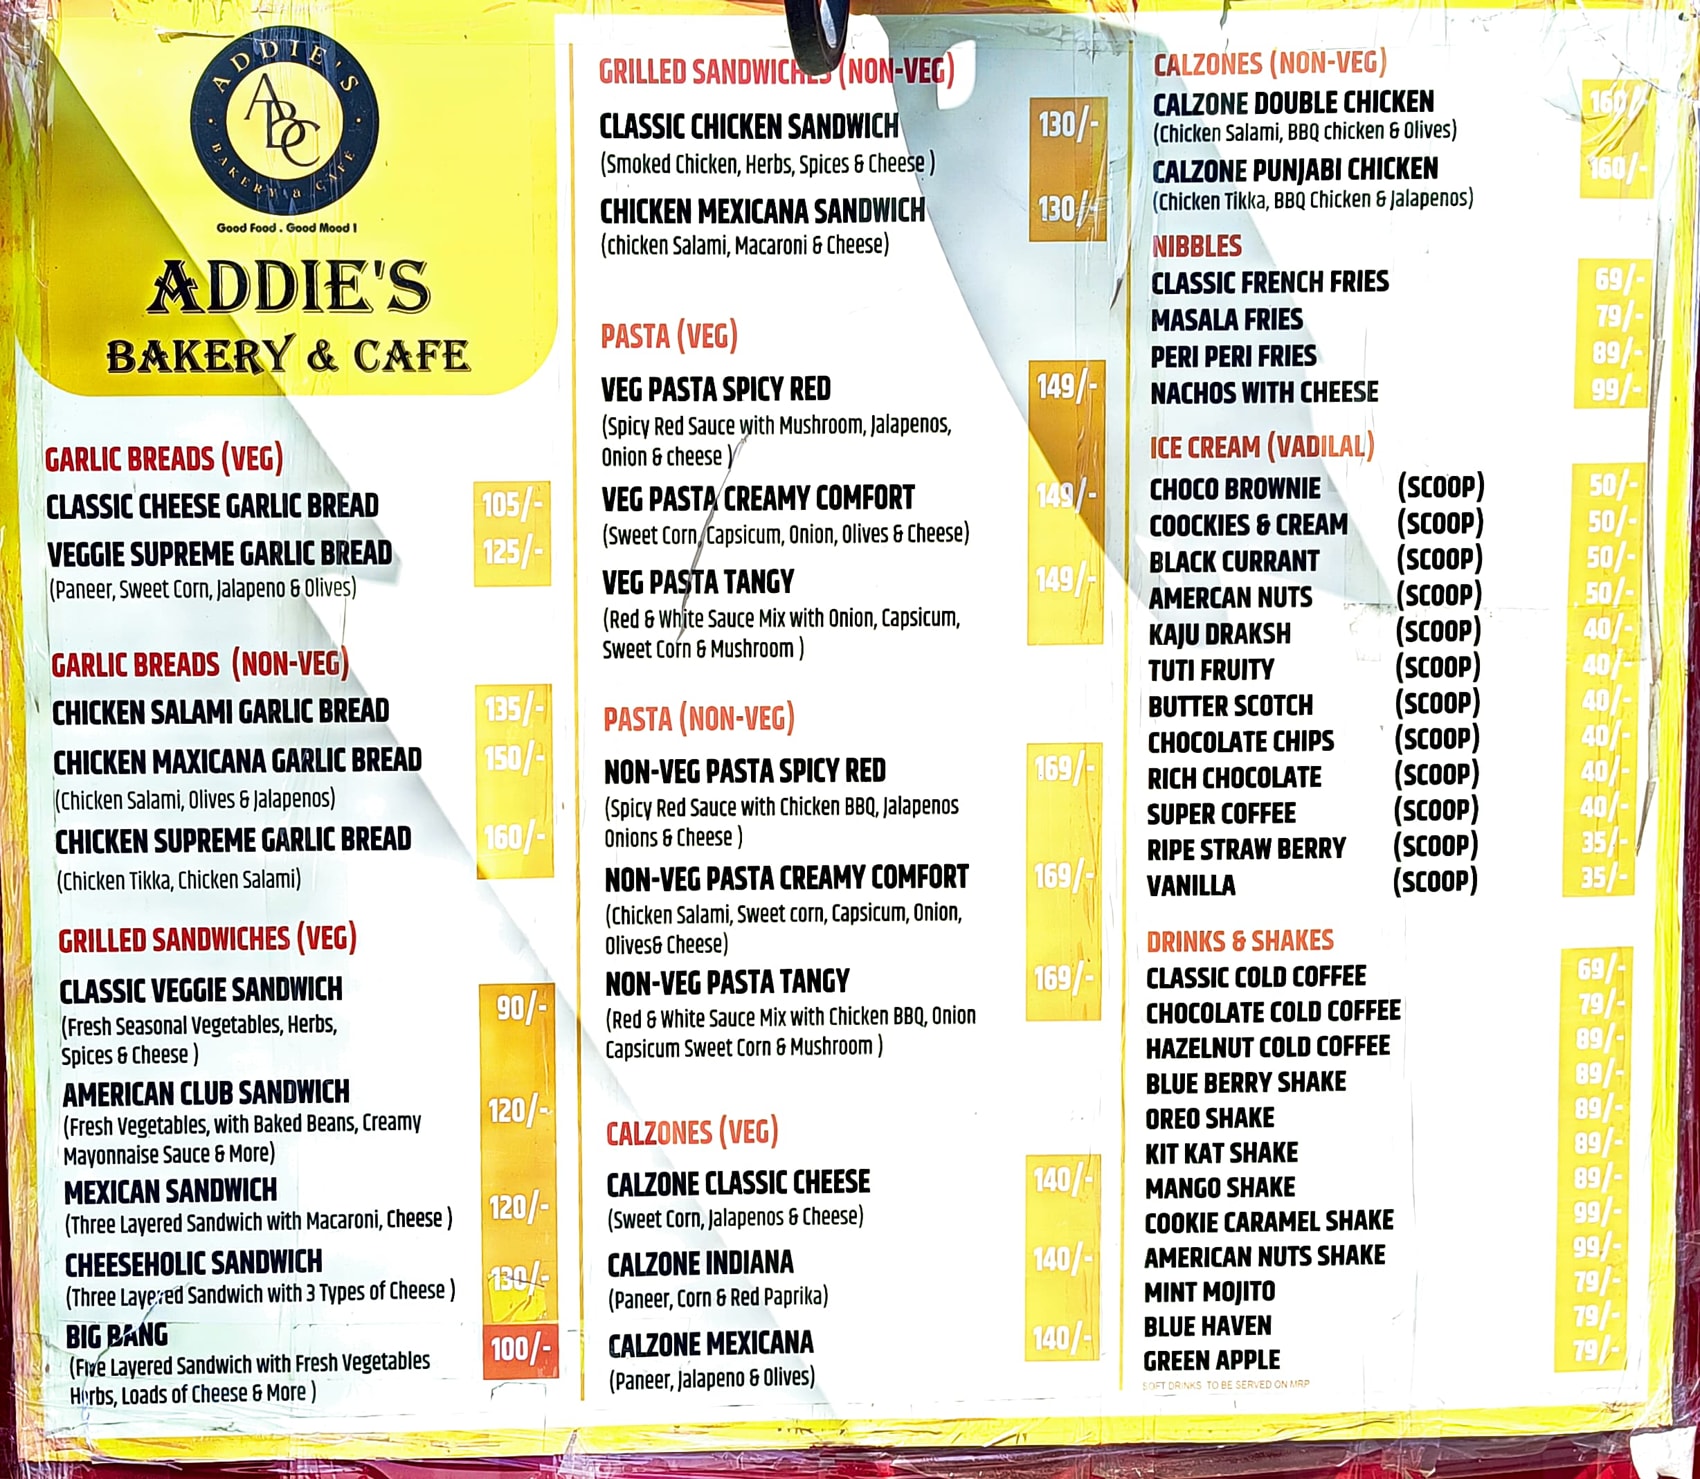 ADDIE'S
ABC
BAKERY & CAFÉ
Good Food . Good Mood !
ADDIE'S
BAKERY & CAFE
GARLIC BREADS (VEG)
CLASSIC CHEESE GARLIC BREAD 105/-
VEGGIE SUPREME GARLIC BREAD 125/-
(Paneer, Sweet Corn, Jalapeno & Olives)
GARLIC BREADS (NON-VEG)
CHICKEN SALAMI GARLIC BREAD 135/-
CHICKEN MAXICANA GARLIC BREAD 150/-
(Chicken Salami, Olives & Jalapenos)
CHICKEN SUPREME GARLIC BREAD 160/-
(Chicken Tikka, Chicken Salami)
GRILLED SANDWICHES (VEG)
CLASSIC VEGGIE SANDWICH 90/-
(Fresh Seasonal Vegetables, Herbs,
Spices & Cheese )
AMERICAN CLUB SANDWICH 120/-
(Fresh Vegetables, with Baked Beans, Creamy
Mayonnaise Sauce & More)
MEXICAN SANDWICH 120/-
(Three Layered Sandwich with Macaroni, Cheese )
CHEESEHOLIC SANDWICH 130/-
(Three Layered Sandwich with 3 Types of Cheese )
BIG BANG 100/-
(Five Layered Sandwich with Fresh Vegetables
Herbs, Loads of Cheese & More )
GRILLED SANDWICHES (NON-VEG)
CLASSIC CHICKEN SANDWICH 130/-
(Smoked Chicken, Herbs, Spices & Cheese )
CHICKEN MEXICANA SANDWICH 130/-
(chicken Salami, Macaroni & Cheese)
PASTA (VEG)
VEG PASTA SPICY RED 149/-
(Spicy Red Sauce with Mushroom, Jalapenos,
Onion & cheese )
VEG PASTA CREAMY COMFORT 149/-
(Sweet Corn, Capsicum, Onion, Olives & Cheese)
VEG PASTA TANGY 149/-
(Red & White Sauce Mix with Onion, Capsicum,
Sweet Corn & Mushroom )
PASTA (NON-VEG)
NON-VEG PASTA SPICY RED 169/-
(Spicy Red Sauce with Chicken BBQ, Jalapenos
Onions & Cheese )
NON-VEG PASTA CREAMY COMFORT 169/-
(Chicken Salami, Sweet corn, Capsicum, Onion,
Olives& Cheese)
NON-VEG PASTA TANGY 169/-
(Red & White Sauce Mix with Chicken BBQ, Onion
Capsicum Sweet Corn & Mushroom )
CALZONES (VEG)
CALZONE CLASSIC CHEESE 140/-
(Sweet Corn, Jalapenos & Cheese)
CALZONE INDIANA 140/-
(Paneer, Corn & Red Paprika)
CALZONE MEXICANA 140/-
(Paneer, Jalapeno & Olives)
CALZONES (NON-VEG)
CALZONE DOUBLE CHICKEN 160/-
(Chicken Salami, BBQ chicken & Olives)
CALZONE PUNJABI CHICKEN 160/-
(Chicken Tikka, BBQ Chicken & Jalapenos)
NIBBLES
CLASSIC FRENCH FRIES 69/-
MASALA FRIES 79/-
PERI PERI FRIES 89/-
NACHOS WITH CHEESE 99/-
ICE CREAM (VADILAL)
CHOCO BROWNIE (SCOOP) 50/-
COOCKIES & CREAM (SCOOP) 50/-
BLACK CURRANT (SCOOP) 50/-
AMERCAN NUTS (SCOOP) 50/-
KAJU DRAKSH (SCOOP) 40/-
TUTI FRUITY (SCOOP) 40/-
BUTTER SCOTCH (SCOOP) 40/-
CHOCOLATE CHIPS (SCOOP) 40/-
RICH CHOCOLATE (SCOOP) 40/-
SUPER COFFEE (SCOOP) 40/-
RIPE STRAW BERRY (SCOOP) 35/-
VANILLA (SCOOP) 35/-
DRINKS & SHAKES
CLASSIC COLD COFFEE 69/-
CHOCOLATE COLD COFFEE 79/-
HAZELNUT COLD COFFEE 89/-
BLUE BERRY SHAKE 89/-
OREO SHAKE 89/-
KIT KAT SHAKE 89/-
MANGO SHAKE 89/-
COOKIE CARAMEL SHAKE 99/-
AMERICAN NUTS SHAKE 99/-
MINT MOJITO 79/-
BLUE HAVEN 79/-
GREEN APPLE 79/-
SOFT DRINKS TO BE SERVED ON MRP